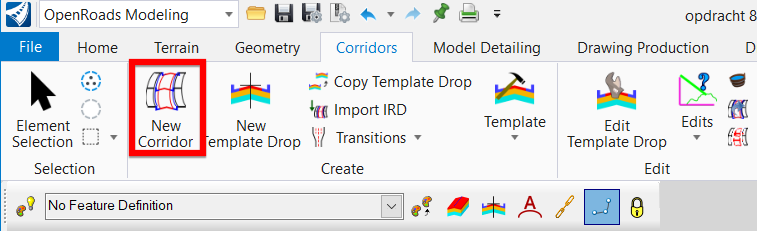 OpenRoads Modeling
opdracht 8
File Home Terrain Geometry Corridors Model Detailing Drawing Production D
Element Selection
Selection
New Corridor
New Template Drop
Copy Template Drop
Import IRD
Transitions
Template
Create
Edit Template Drop
Edits
Edit
No Feature Definition